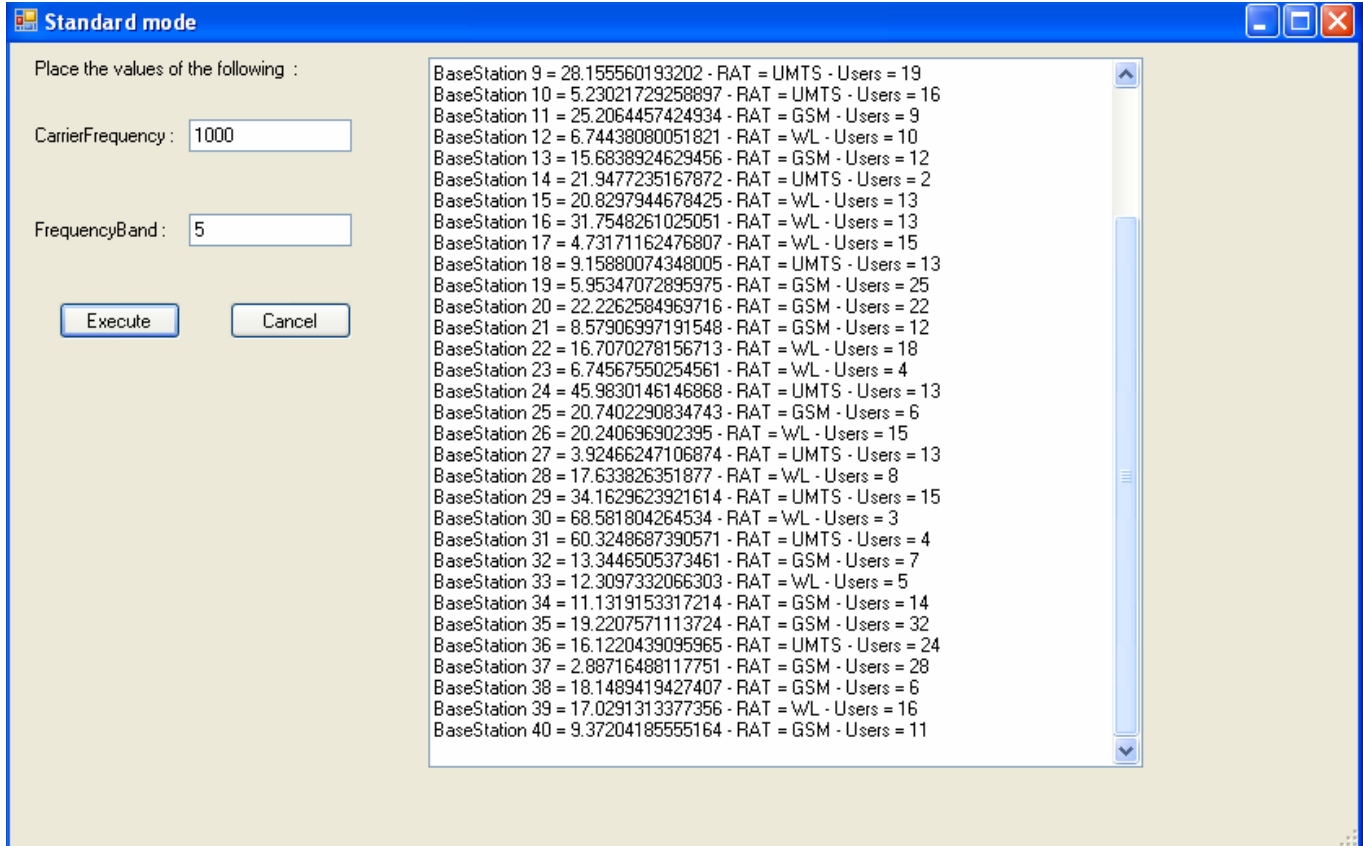 Standard mode
Place the values of the following :
CarrierFrequency : 1000
FrequencyBand : 5
Execute Cancel
BaseStation 9 = 28.155560193202 - RAT = UMTS - Users = 19
BaseStation 10 = 5.23021729258897 - RAT = UMTS - Users = 16
BaseStation 11 = 25.2064457424934 - RAT = GSM - Users = 9
BaseStation 12 = 6.74438080051821 - RAT = WL - Users = 10
BaseStation 13 = 15.6838924629456 - RAT = GSM - Users = 12
BaseStation 14 = 21.9477235167872 - RAT = UMTS - Users = 2
BaseStation 15 = 20.8297944678425 - RAT = WL - Users = 13
BaseStation 16 = 31.7548261025051 - RAT = WL - Users = 13
BaseStation 17 = 4.73171162476807 - RAT = WL - Users = 15
BaseStation 18 = 9.15880074348005 - RAT = UMTS - Users = 13
BaseStation 19 = 5.95347072895975 - RAT = GSM - Users = 25
BaseStation 20 = 22.2262584969716 - RAT = GSM - Users = 22
BaseStation 21 = 8.57906997191548 - RAT = GSM - Users = 12
BaseStation 22 = 16.7070278156713 - RAT = WL - Users = 18
BaseStation 23 = 6.74567550254561 - RAT = WL - Users = 4
BaseStation 24 = 45.9830146146868 - RAT = UMTS - Users = 13
BaseStation 25 = 20.7402290834743 - RAT = GSM - Users = 6
BaseStation 26 = 20.240696902395 - RAT = WL - Users = 15
BaseStation 27 = 3.92466247106874 - RAT = UMTS - Users = 13
BaseStation 28 = 17.633826351877 - RAT = WL - Users = 8
BaseStation 29 = 34.1629623921614 - RAT = UMTS - Users = 15
BaseStation 30 = 68.581804264534 - RAT = WL - Users = 3
BaseStation 31 = 60.3248687390571 - RAT = UMTS - Users = 4
BaseStation 32 = 13.3446505373461 - RAT = GSM - Users = 7
BaseStation 33 = 12.3097332066303 - RAT = WL - Users = 5
BaseStation 34 = 11.1319153317214 - RAT = GSM - Users = 14
BaseStation 35 = 19.2207571113724 - RAT = GSM - Users = 32
BaseStation 36 = 16.1220439095965 - RAT = UMTS - Users = 24
BaseStation 37 = 2.88716488117751 - RAT = GSM - Users = 28
BaseStation 38 = 18.1489419427407 - RAT = GSM - Users = 6
BaseStation 39 = 17.0291313377356 - RAT = WL - Users = 16
BaseStation 40 = 9.37204185555164 - RAT = GSM - Users = 11